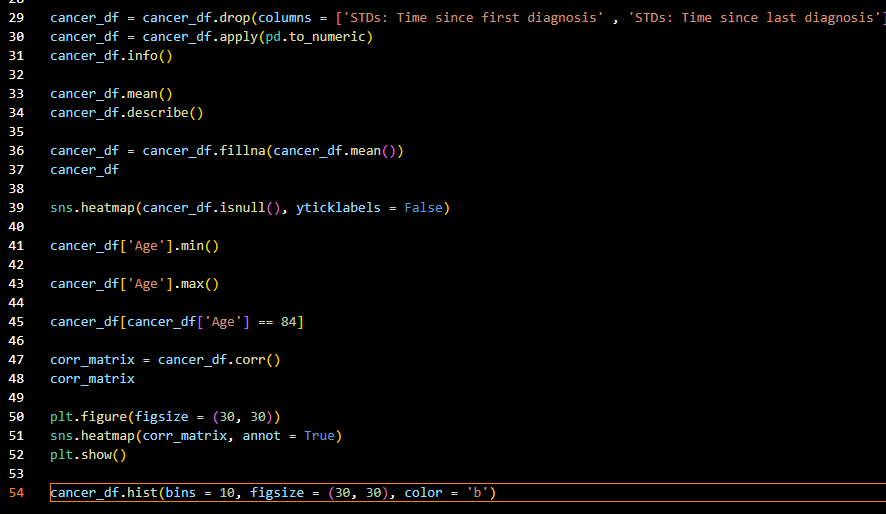 29 cancer_df = cancer_df.drop(columns = ['STDs: Time since first diagnosis' , 'STDs: Time since last diagnosis']
30 cancer_df = cancer_df.apply(pd.to_numeric)
31 cancer_df.info()
32
33 cancer_df.mean()
34 cancer_df.describe()
35
36 cancer_df = cancer_df.fillna(cancer_df.mean())
37 cancer_df
38
39 sns.heatmap(cancer_df.isnull(), yticklabels = False)
40
41 cancer_df['Age'].min()
42
43 cancer_df['Age'].max()
44
45 cancer_df[cancer_df['Age'] == 84]
46
47 corr_matrix = cancer_df.corr()
48 corr_matrix
49
50 plt.figure(figsize = (30, 30))
51 sns.heatmap(corr_matrix, annot = True)
52 plt.show()
53
54 cancer_df.hist(bins = 10, figsize = (30, 30), color = 'b')